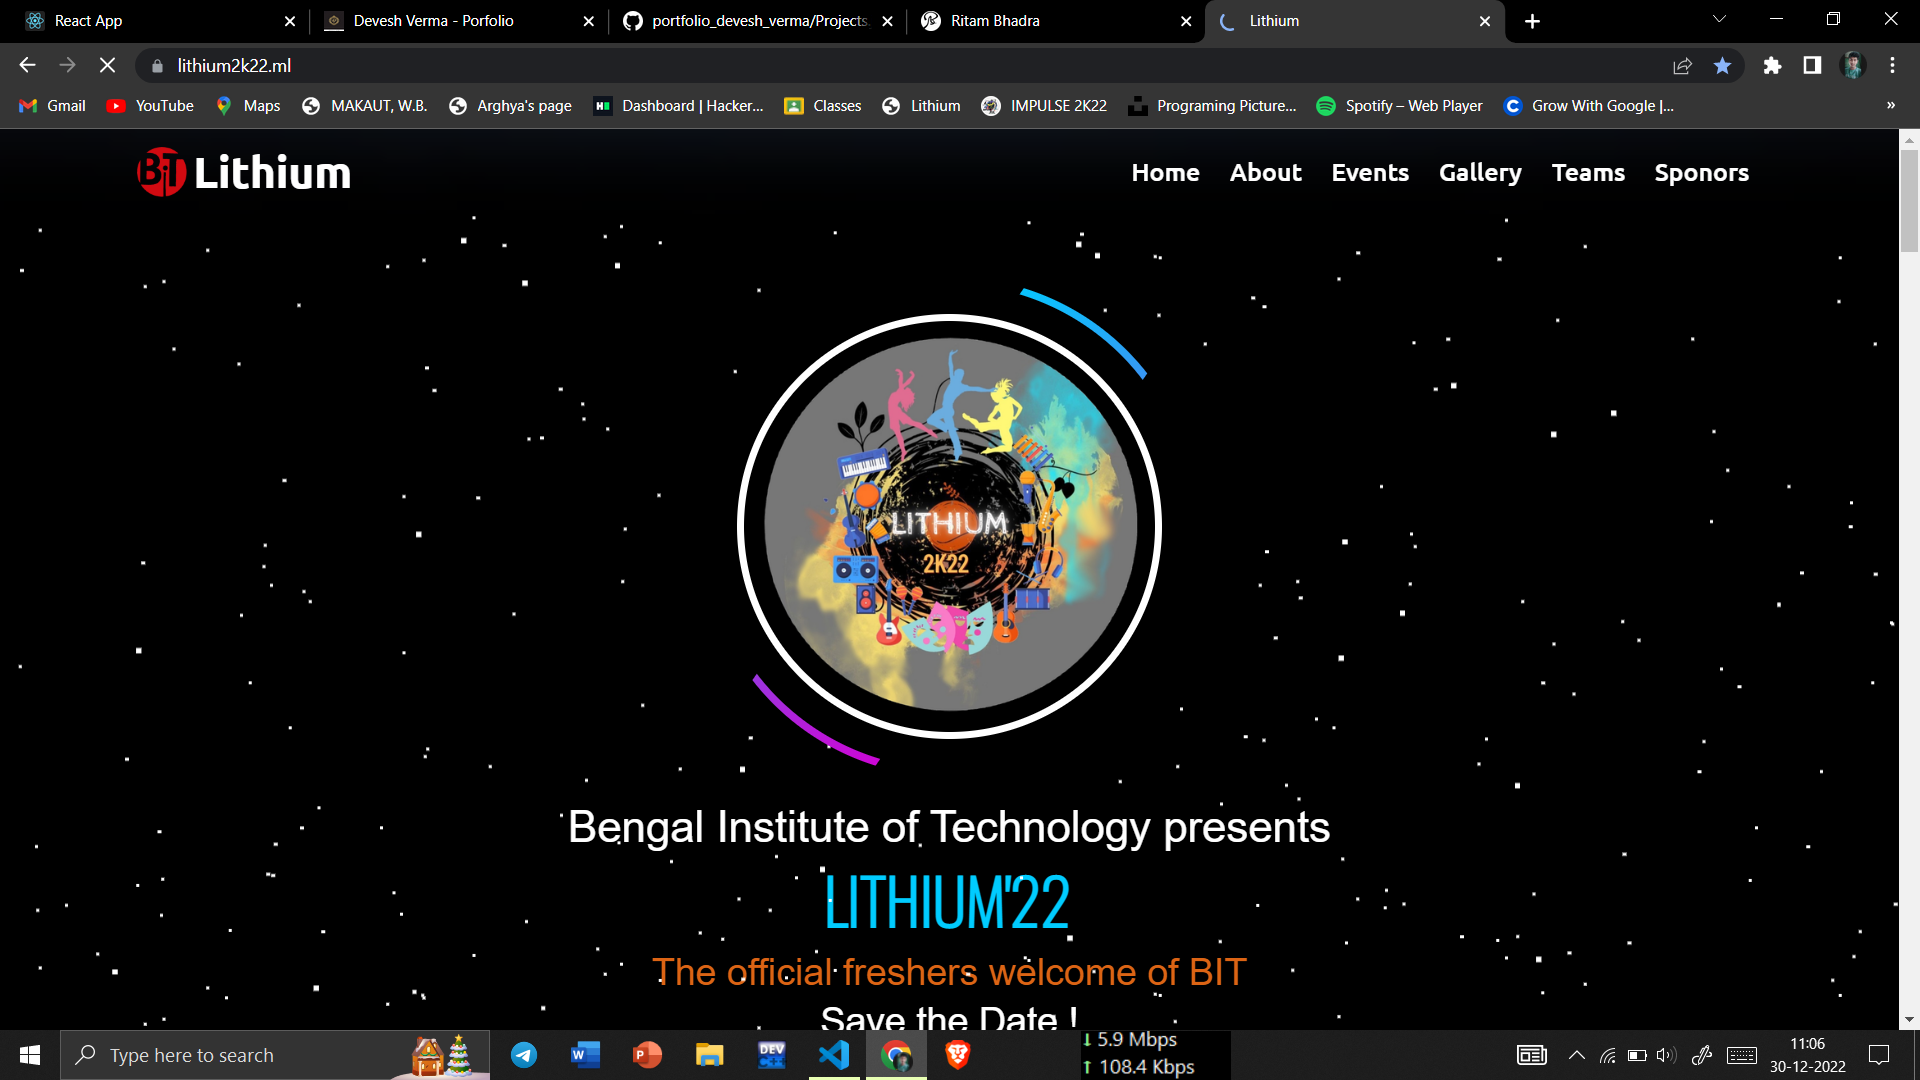 React App
Devesh Verma - Porfolio
portfolio_devesh_verma/Projects.
Ritam Bhadra
Lithium
lithium2k22.ml
Gmail
YouTube
Maps
MAKAUT, W.B.
Arghya's page
Dashboard | Hacker...
Classes
Lithium
IMPULSE 2K22
Programing Picture...
Spotify – Web Player
Grow With Google |...
»
BIT Lithium
Home
About
Events
Gallery
Teams
Sponors
LITHIUM
2K22
Bengal Institute of Technology presents
LITHIUM'22
The official freshers welcome of BIT
Save the Date !
Type here to search
DEV C++
5.9 Mbps
108.4 Kbps
11:06
30-12-2022